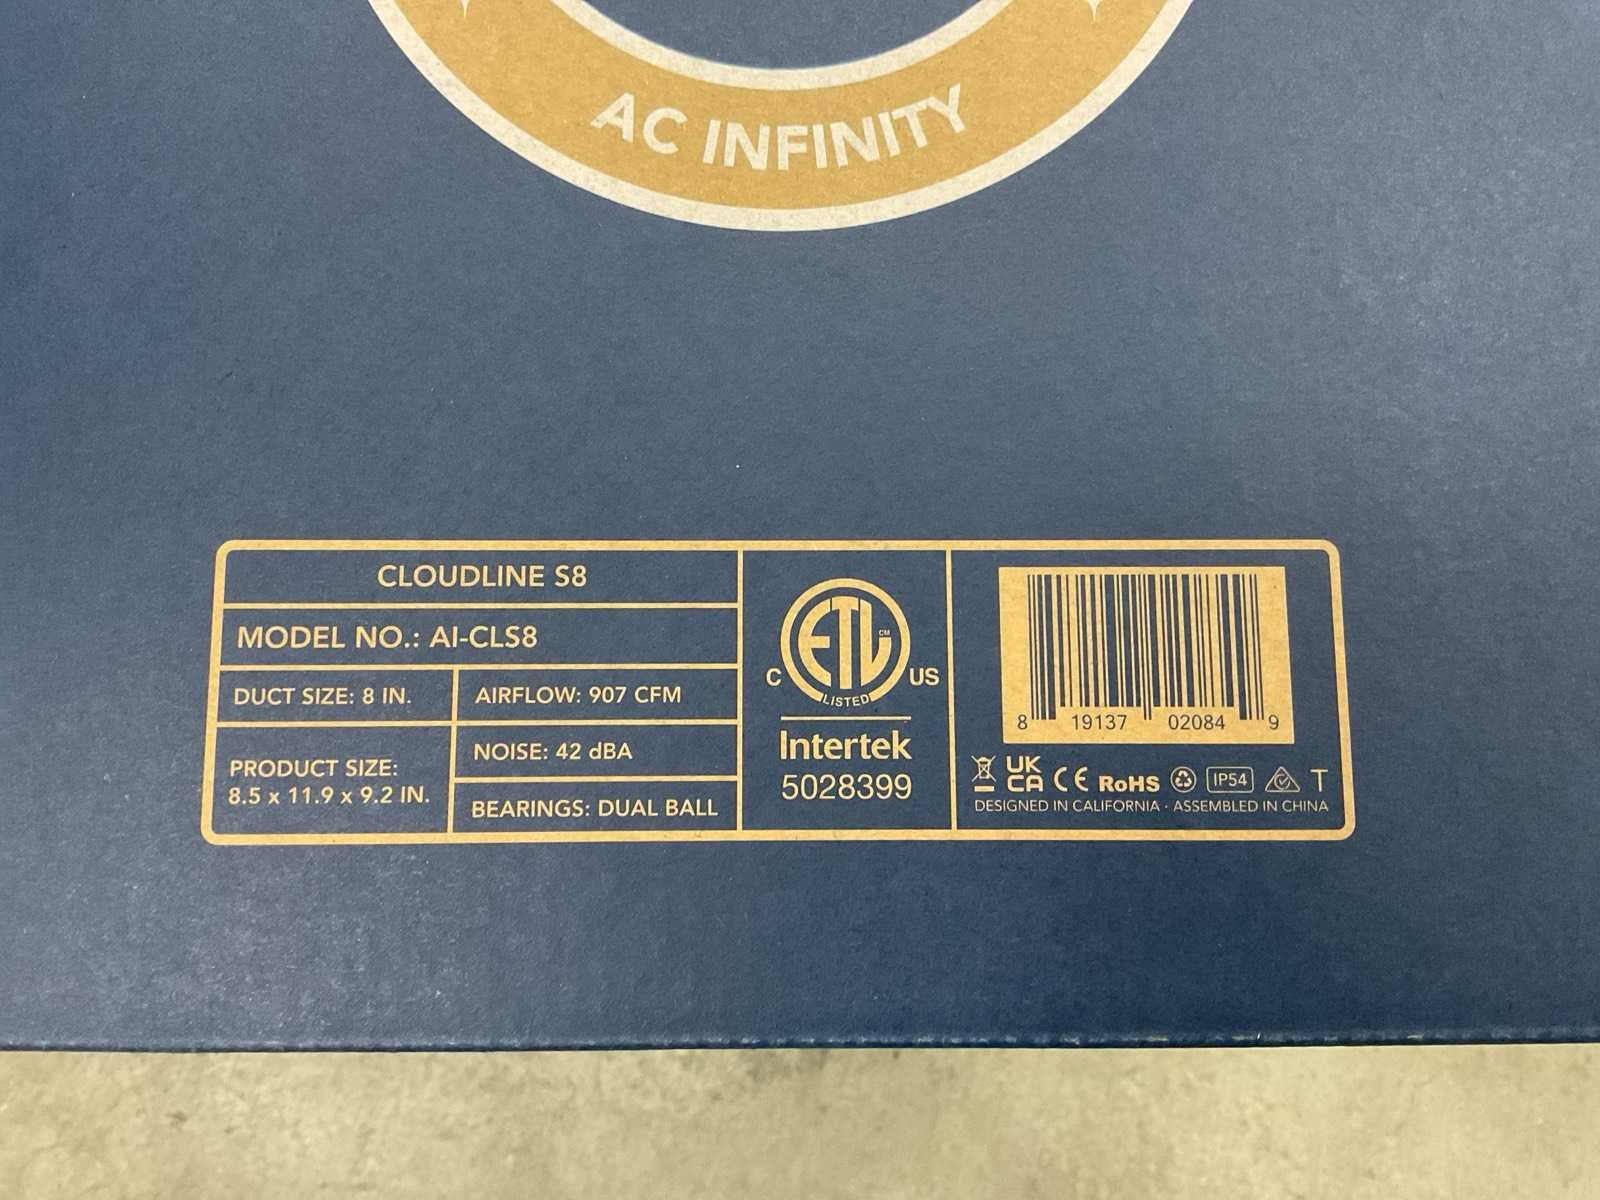 AC INFINITY
CLOUDLINE S8
MODEL NO.: AI-CLS8
DUCT SIZE: 8 IN.
AIRFLOW: 907 CFM
PRODUCT SIZE:
8.5 x 11.9 x 9.2 IN.
NOISE: 42 dBA
BEARINGS: DUAL BALL
ETL CM
C US
LISTED
Intertek
5028399
8 19137 02084 9
UK
CA CE RoHS IP54 T
DESIGNED IN CALIFORNIA · ASSEMBLED IN CHINA